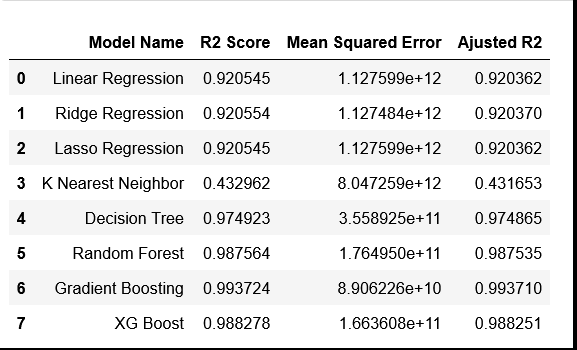 Model Name R2 Score Mean Squared Error Ajusted R2
0 Linear Regression 0.920545 1.127599e+12 0.920362
1 Ridge Regression 0.920554 1.127484e+12 0.920370
2 Lasso Regression 0.920545 1.127599e+12 0.920362
3 K Nearest Neighbor 0.432962 8.047259e+12 0.431653
4 Decision Tree 0.974923 3.558925e+11 0.974865
5 Random Forest 0.987564 1.764950e+11 0.987535
6 Gradient Boosting 0.993724 8.906226e+10 0.993710
7 XG Boost 0.988278 1.663608e+11 0.988251